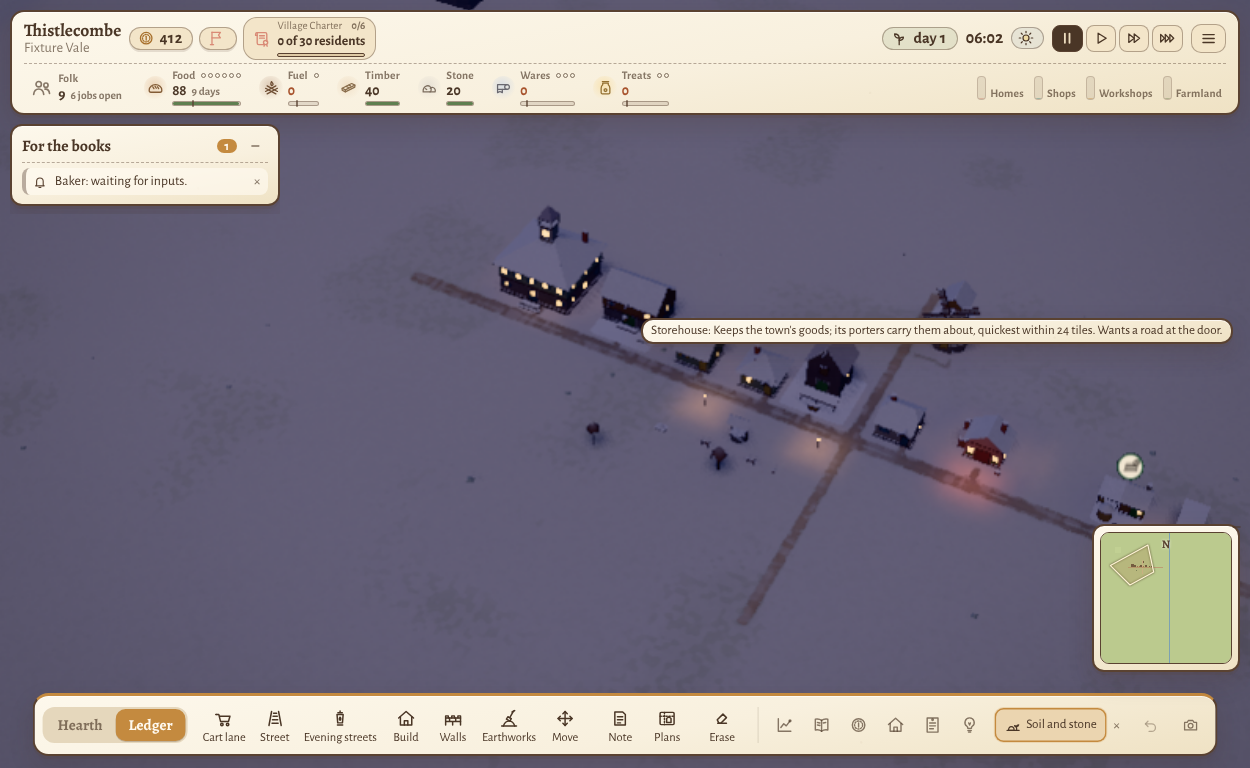 Thistlecombe
Fixture Vale
412
Village Charter 0/6
0 of 30 residents
day 1
06:02
Folk
9 6 jobs open
Food
88 9 days
Fuel
0
Timber
40
Stone
20
Wares
0
Treats
0
Homes
Shops
Workshops
Farmland
For the books
1
Baker: waiting for inputs.
Storehouse: Keeps the town's goods; its porters carry them about, quickest within 24 tiles. Wants a road at the door.
N
Hearth
Ledger
Cart lane
Street
Evening streets
Build
Walls
Earthworks
Move
Note
Plans
Erase
Soil and stone